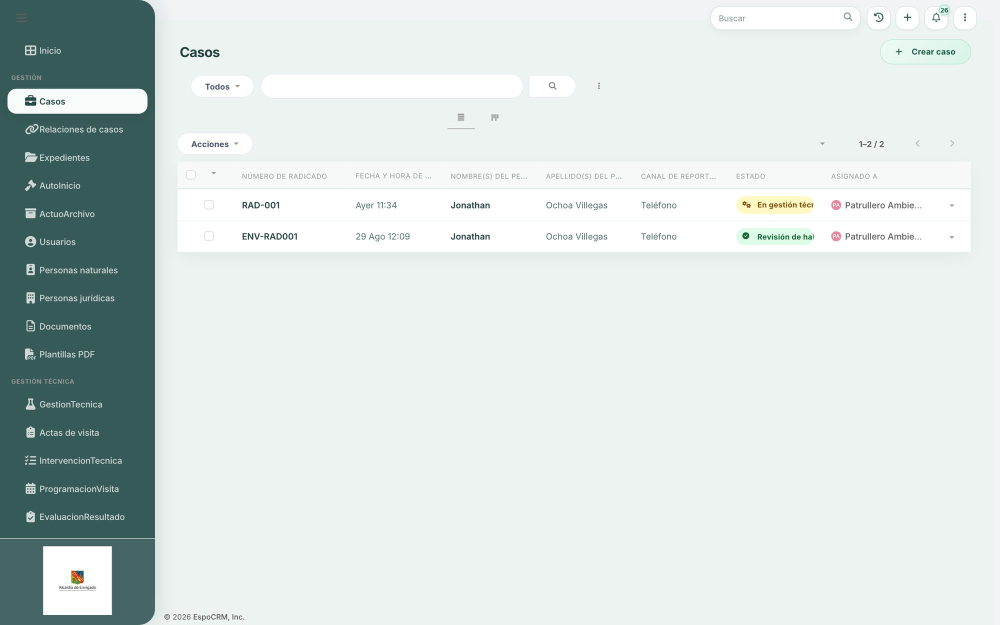 Buscar
26
Inicio
Casos
Crear caso
GESTIÓN
Todos
Casos
Relaciones de casos
Acciones
1–2 / 2
Expedientes
NÚMERO DE RADICADO
FECHA Y HORA DE ...
NOMBRE(S) DEL PE...
APELLIDO(S) DEL P...
CANAL DE REPORT...
ESTADO
ASIGNADO A
AutoInicio
RAD-001
Ayer 11:34
Jonathan
Ochoa Villegas
Teléfono
En gestión técn
PA
Patrullero Ambie...
ActuoArchivo
ENV-RAD001
29 Ago 12:09
Jonathan
Ochoa Villegas
Teléfono
Revisión de hal
PA
Patrullero Ambie...
Usuarios
Personas naturales
Personas jurídicas
Documentos
PDF
Plantillas PDF
GESTIÓN TÉCNICA
GestionTecnica
Actas de visita
IntervencionTecnica
ProgramacionVisita
EvaluacionResultado
Alcaldía de Envigado
© 2026 EspoCRM, Inc.